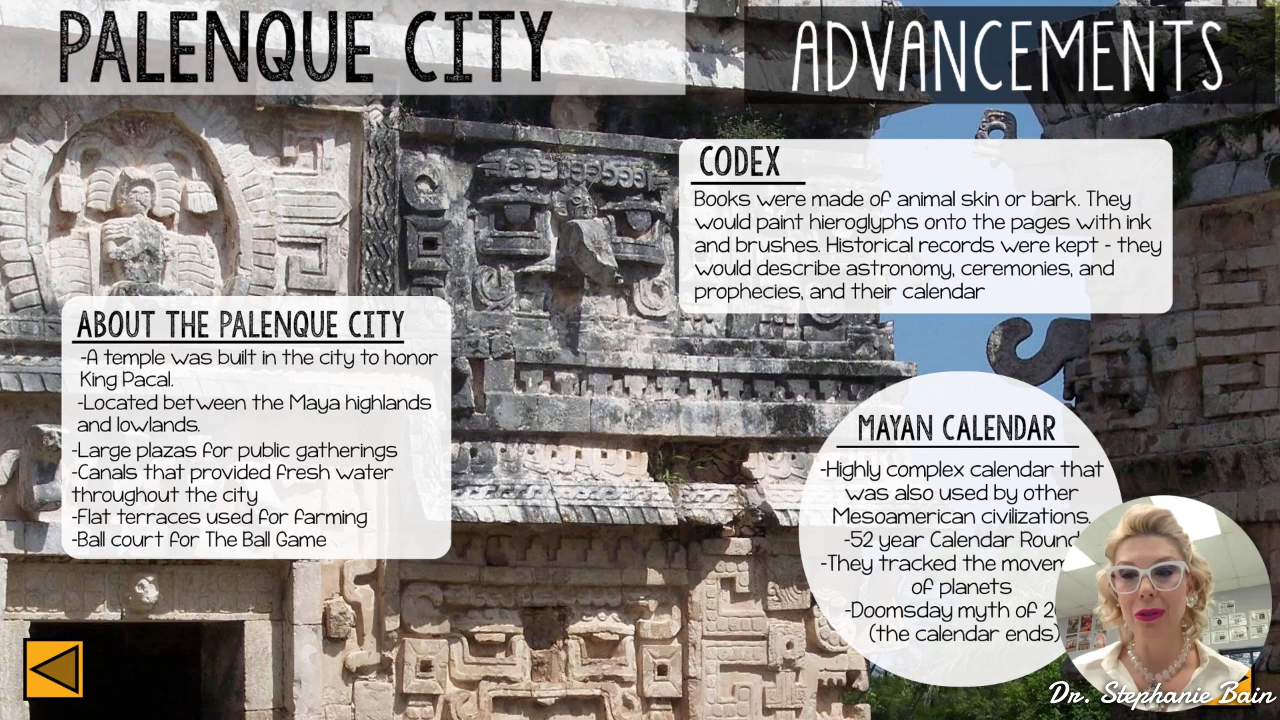 PALENQUE CITY
ADVANCEMENTS
CODEX
Books were made of animal skin or bark. They
would paint hieroglyphs onto the pages with ink
and brushes. Historical records were kept - they
would describe astronomy, ceremonies, and
prophecies, and their calendar
ABOUT THE PALENQUE CITY
-A temple was built in the city to honor
King Pacal.
-Located between the Maya highlands
and lowlands.
-Large plazas for public gatherings
-Canals that provided fresh water
throughout the city
-Flat terraces used for farming
-Ball court for The Ball Game
MAYAN CALENDAR
-Highly complex calendar that
was also used by other
Mesoamerican civilizations.
-52 year Calendar Round
-They tracked the
of planets
-Doomsday myth of
(the calendar ends)
Dr. Stephanie Bain